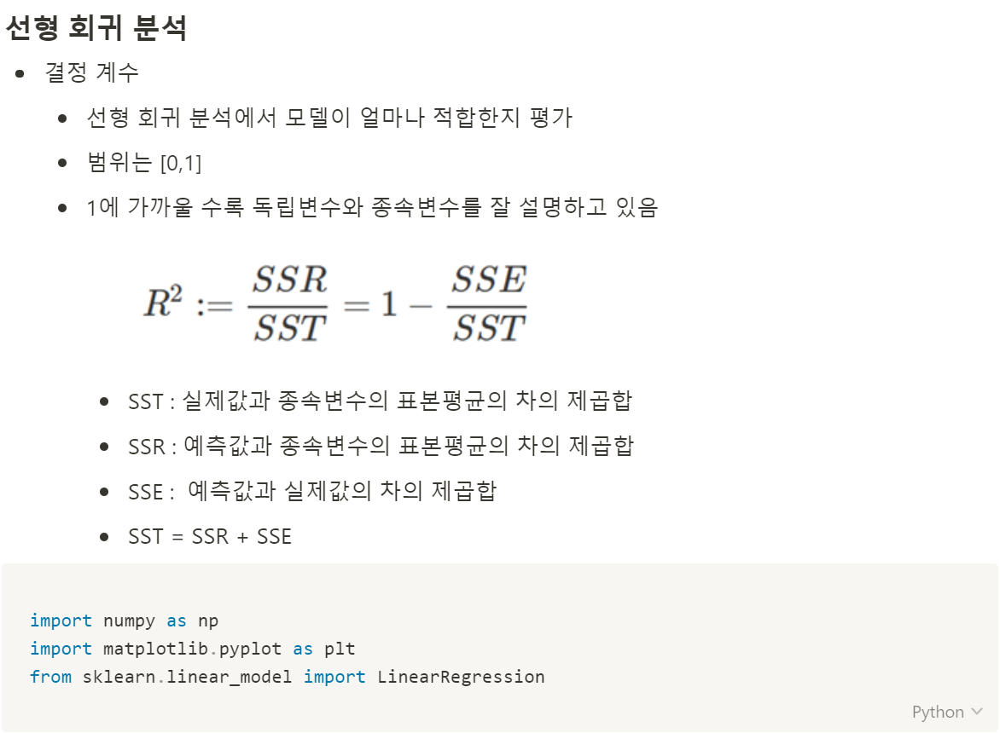 선형 회귀 분석
• 결정 계수
• 선형 회귀 분석에서 모델이 얼마나 적합한지 평가
• 범위는 [0,1]
• 1에 가까울 수록 독립변수와 종속변수를 잘 설명하고 있음
R² := SSR/SST = 1 − SSE/SST
• SST : 실제값과 종속변수의 표본평균의 차의 제곱합
• SSR : 예측값과 종속변수의 표본평균의 차의 제곱합
• SSE : 예측값과 실제값의 차의 제곱합
• SST = SSR + SSE
import numpy as np
import matplotlib.pyplot as plt
from sklearn.linear_model import LinearRegression
Python